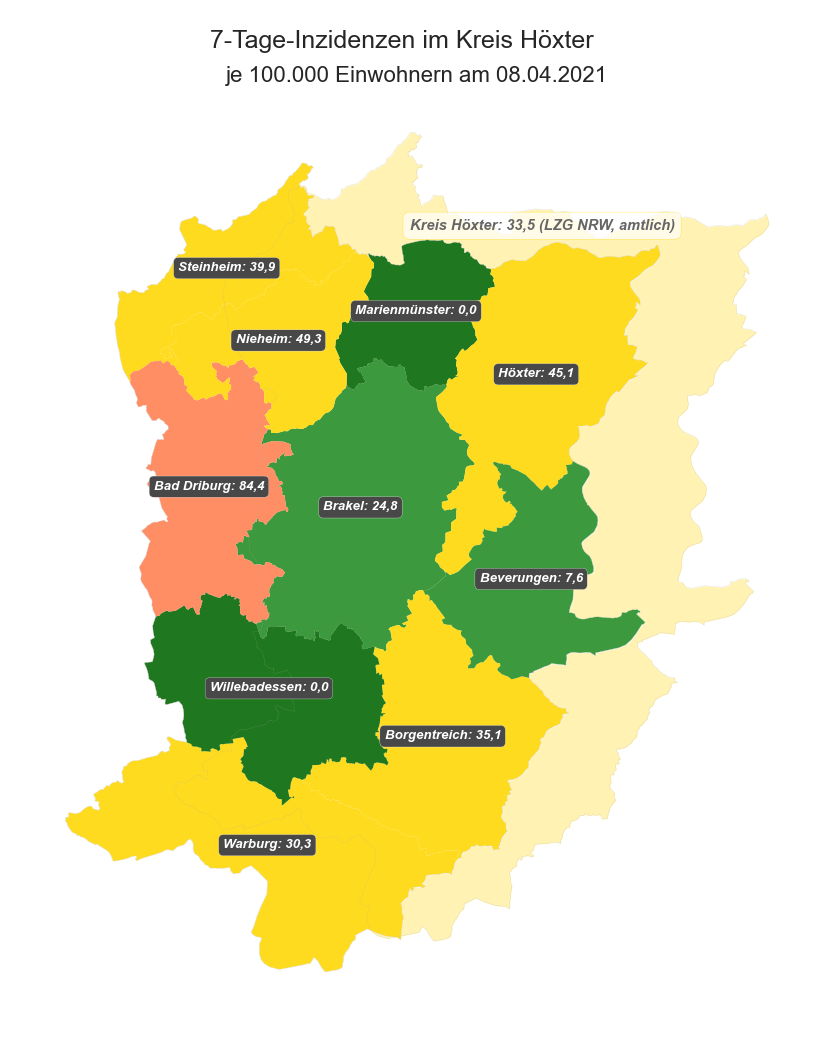 7-Tage-Inzidenzen im Kreis Höxter
je 100.000 Einwohnern am 08.04.2021
Kreis Höxter: 33,5 (LZG NRW, amtlich)
Steinheim: 39,9
Marienmünster: 0,0
Nieheim: 49,3
Höxter: 45,1
Bad Driburg: 84,4
Brakel: 24,8
Beverungen: 7,6
Willebadessen: 0,0
Borgentreich: 35,1
Warburg: 30,3